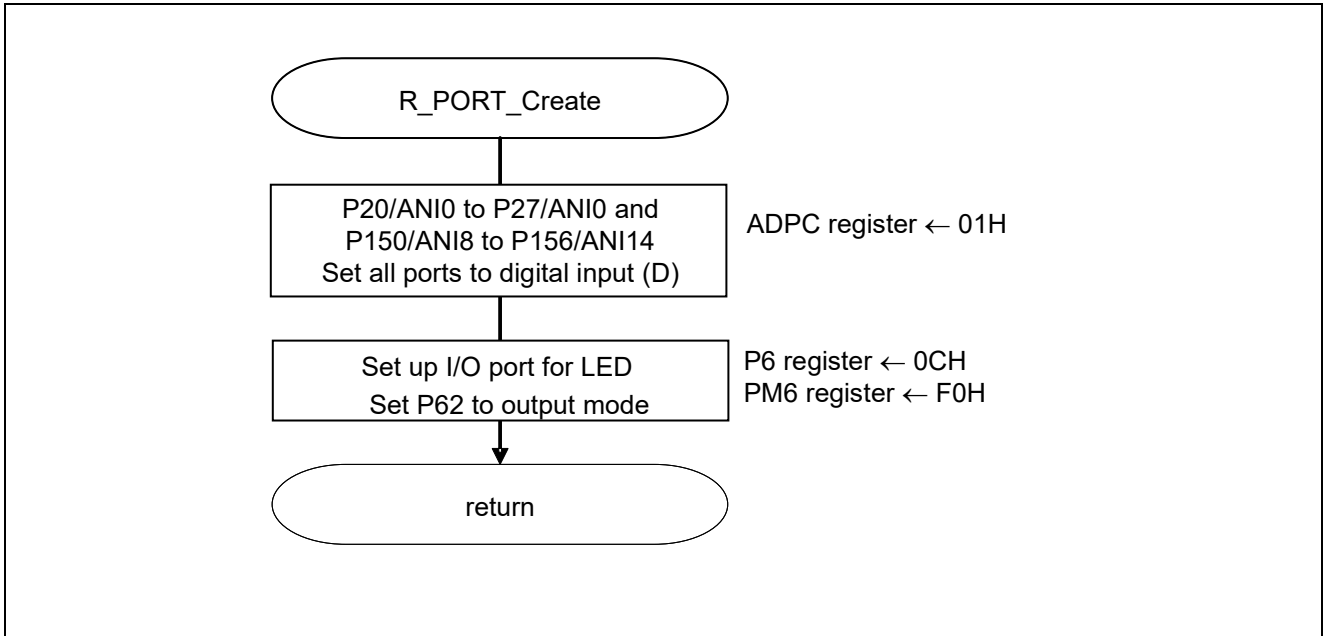 R_PORT_Create
P20/ANI0 to P27/ANI0 and
P150/ANI8 to P156/ANI14
Set all ports to digital input (D)
ADPC register ← 01H
Set up I/O port for LED
Set P62 to output mode
P6 register ← 0CH
PM6 register ← F0H
return